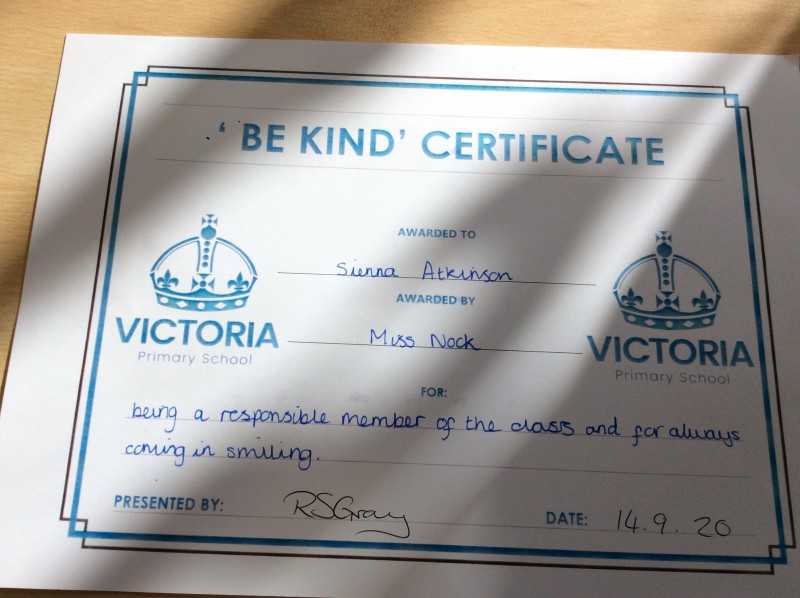 ‘ BE KIND’ CERTIFICATE
AWARDED TO
Sienna Atkinson
AWARDED BY
Miss Nock
VICTORIA
Primary School
VICTORIA
Primary School
FOR:
being a responsible member of the class and for always
coming in smiling.
PRESENTED BY: RSGray DATE: 14.9.20